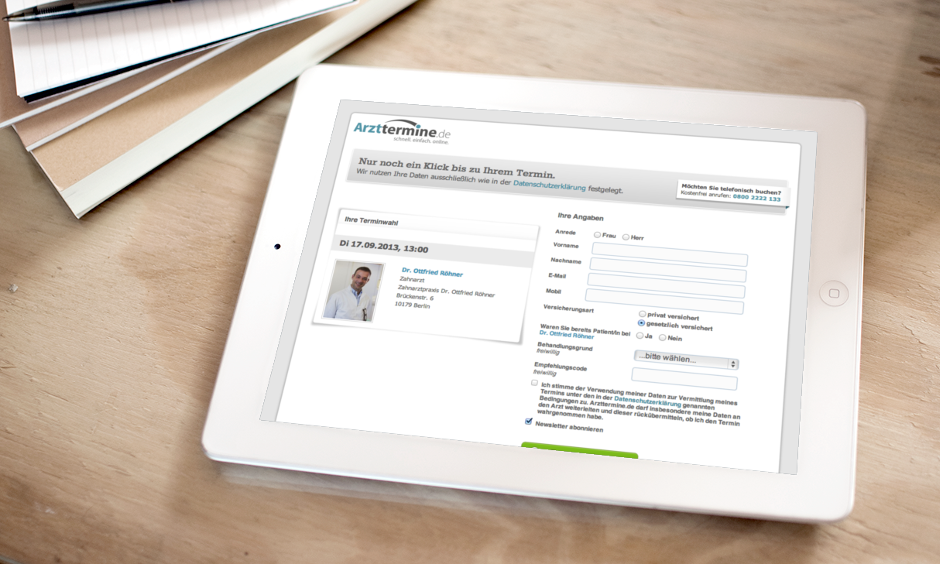 Arzttermine.de
schnell. einfach. online.
Nur noch ein Klick bis zu Ihrem Termin.
Wir nutzen Ihre Daten ausschließlich wie in der Datenschutzerklärung festgelegt.
Möchten Sie telefonisch buchen?
Kostenfrei anrufen: 0800 2222 133
Ihre Terminwahl
Di 17.09.2013, 13:00
Dr. Ottfried Röhner
Zahnarzt
Zahnarztpraxis Dr. Ottfried Röhner
Brückenstr. 6
10179 Berlin
Ihre Angaben
Anrede Frau Herr
Vorname
Nachname
E-Mail
Mobil
Versicherungsart privat versichert
gesetzlich versichert
Waren Sie bereits Patient/in bei Ja Nein
Dr. Ottfried Röhner
Behandlungsgrund ...bitte wählen...
freiwillig
Empfehlungscode
freiwillig
Ich stimme der Verwendung meiner Daten zur Vermittlung meines
Termins unter den in der Datenschutzerklärung genannten
Bedingungen zu. Arzttermine.de darf insbesondere meine Daten an
den Arzt weiterleiten und dieser rückübermitteln, ob ich den Termin
wahrgenommen habe.
Newsletter abonnieren